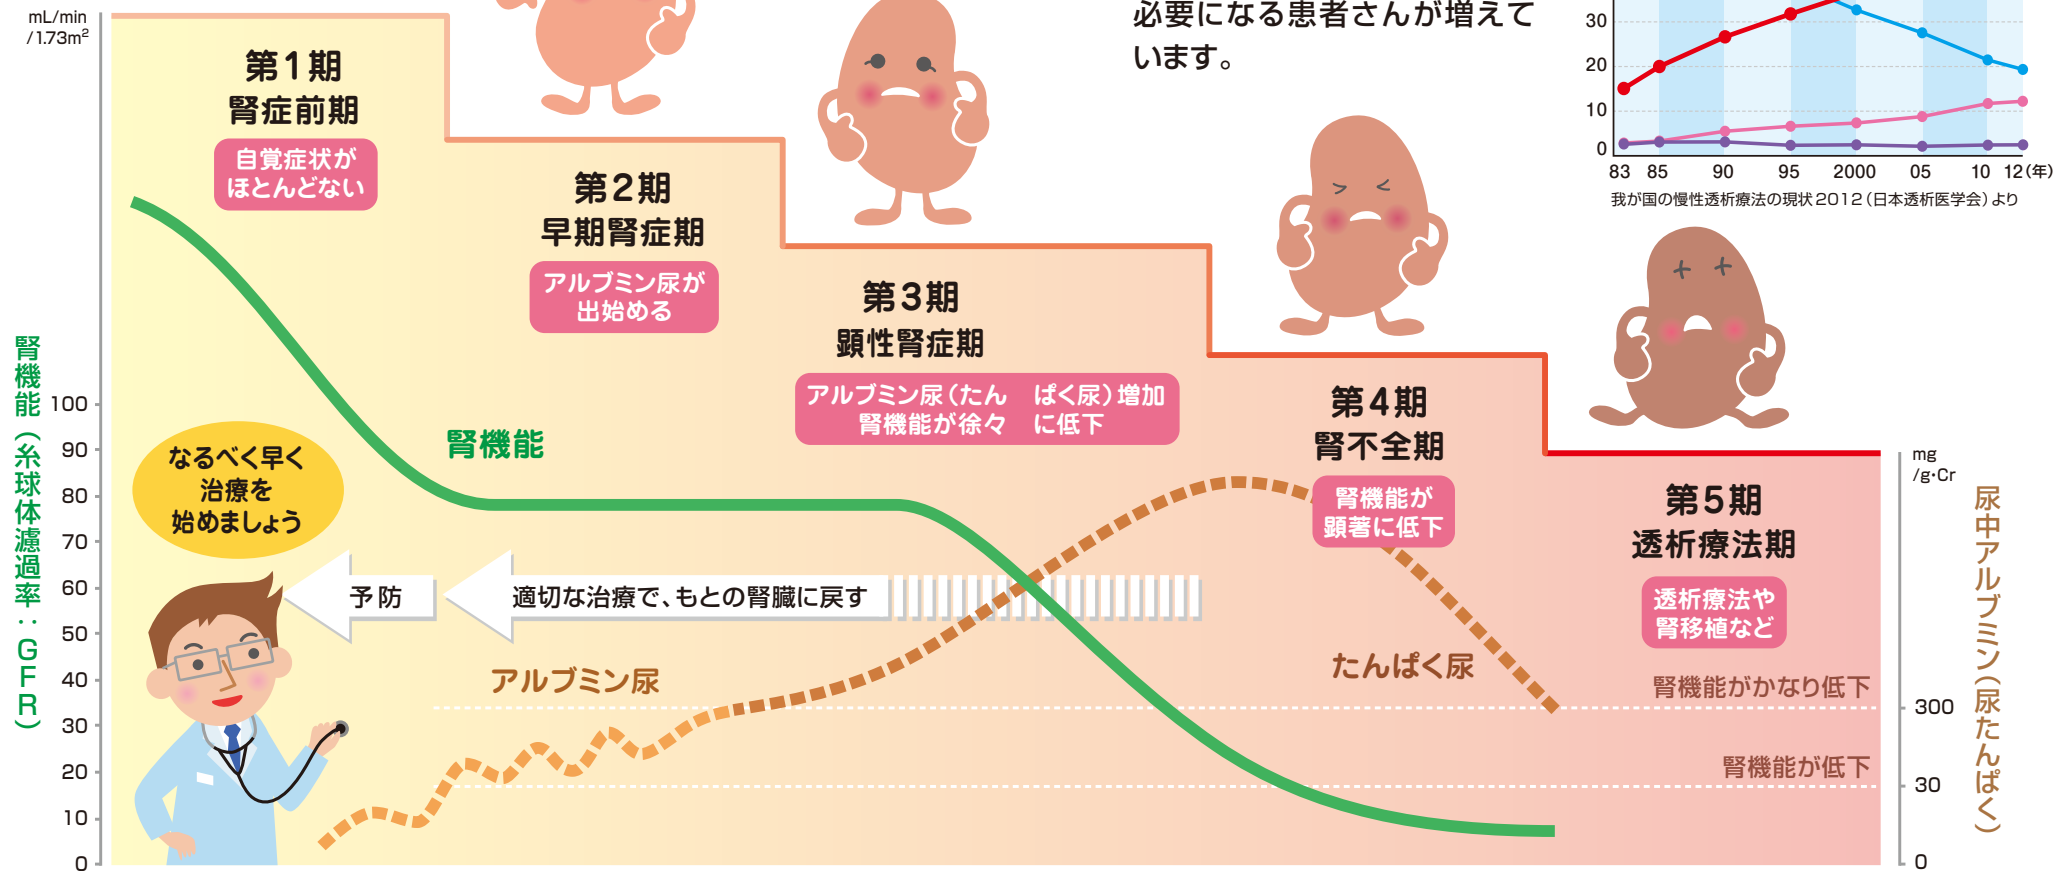 必要になる患者さんが増えて
います。
30
20
10
0
83 85 90 95 2000 05 10 12(年)
我が国の慢性透析療法の現状2012(日本透析医学会)より
mL/min
/1.73m²
第1期
腎症前期
自覚症状が
ほとんどない
第2期
早期腎症期
アルブミン尿が
出始める
第3期
顕性腎症期
アルブミン尿(たん ぱく尿)増加
腎機能が徐々 に低下
第4期
腎不全期
腎機能が
顕著に低下
第5期
透析療法期
透析療法や
腎移植など
腎機能(糸球体濾過率:GFR)
100
90
80
70
60
50
40
30
20
10
0
なるべく早く
治療を
始めましょう
腎機能
予防
適切な治療で、もとの腎臓に戻す
アルブミン尿
たんぱく尿
腎機能がかなり低下
腎機能が低下
mg
/g·Cr
300
30
0
尿中アルブミン(尿たんぱく)